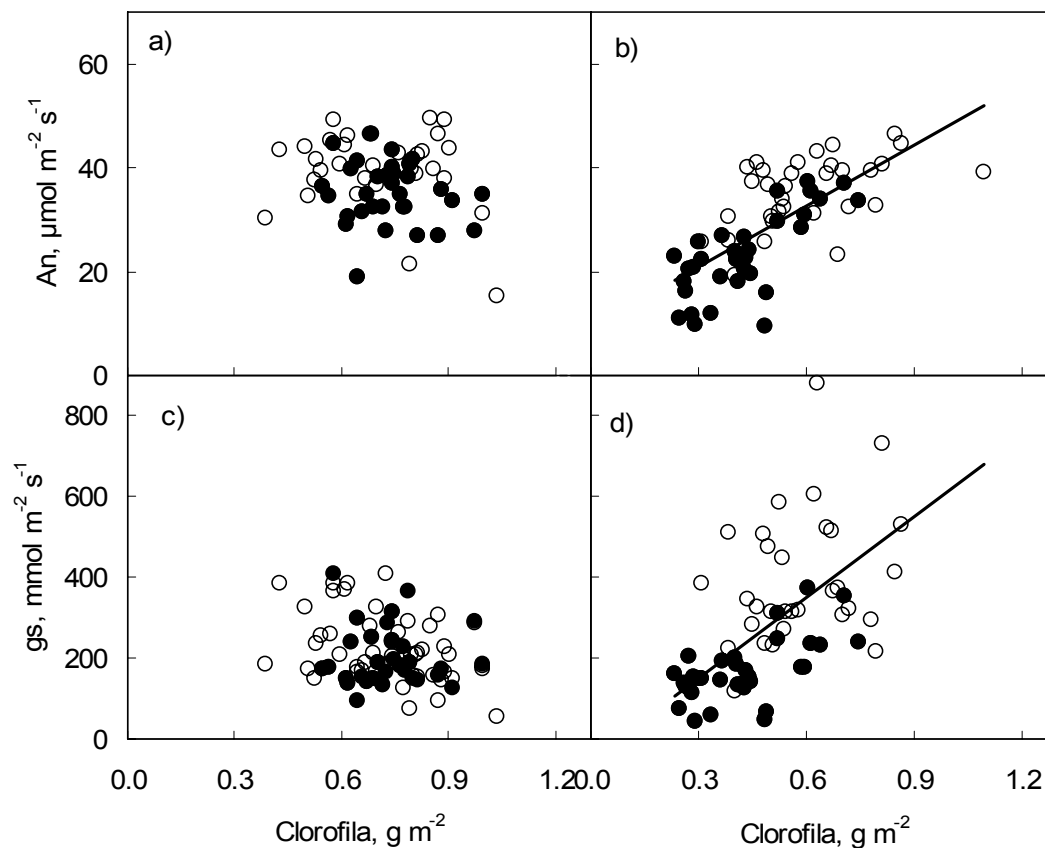 a)
b)
60
40
20
0
An, µmol m⁻² s⁻¹
c)
d)
800
600
400
200
0
gs, mmol m⁻² s⁻¹
0.0 0.3 0.6 0.9 1.2 0.0 0.3 0.6 0.9 1.2
Clorofila, g m⁻² Clorofila, g m⁻²